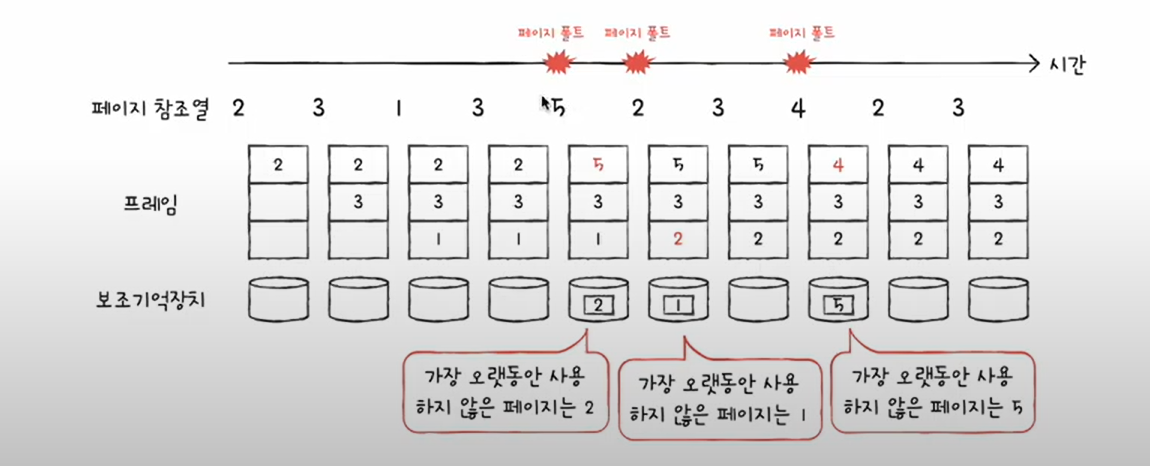 페이지 폴트 페이지 폴트 페이지 폴트
시간
페이지 참조열 2 3 1 3 5 2 3 4 2 3
2 2 2 2 5 5 5 4 4 4
프레임 3 3 3 3 3 3 3 3 3
1 1 1 2 2 2 2 2
보조기억장치 2 1 5
가장 오랫동안 사용
하지 않은 페이지는 2
가장 오랫동안 사용
하지 않은 페이지는 1
가장 오랫동안 사용
하지 않은 페이지는 5